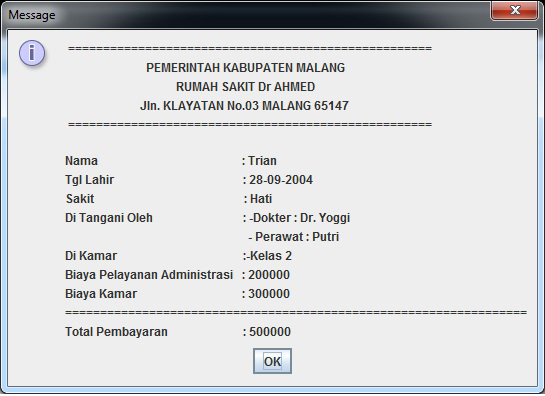 Message
====================================================
PEMERINTAH KABUPATEN MALANG
RUMAH SAKIT Dr AHMED
Jln. KLAYATAN No.03 MALANG 65147
====================================================
Nama : Trian
Tgl Lahir : 28-09-2004
Sakit : Hati
Di Tangani Oleh : -Dokter : Dr. Yoggi
- Perawat : Putri
Di Kamar :-Kelas 2
Biaya Pelayanan Administrasi : 200000
Biaya Kamar : 300000
==================================================================
Total Pembayaran : 500000
OK